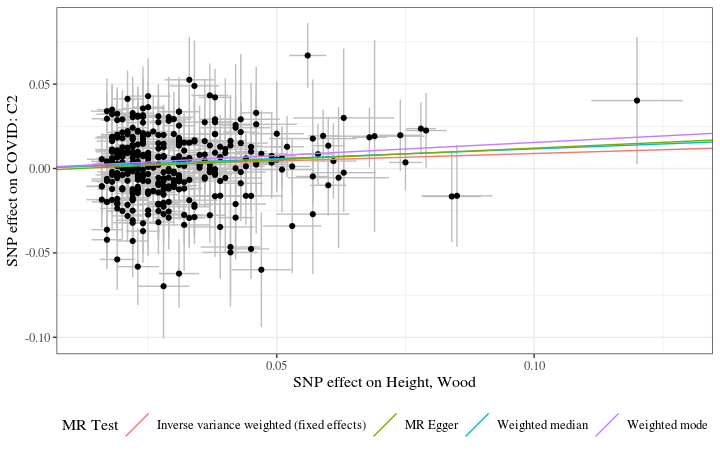 0.05
0.00
-0.05
-0.10
SNP effect on COVID: C2
0.05 0.10
SNP effect on Height, Wood
MR Test Inverse variance weighted (fixed effects) MR Egger Weighted median Weighted mode